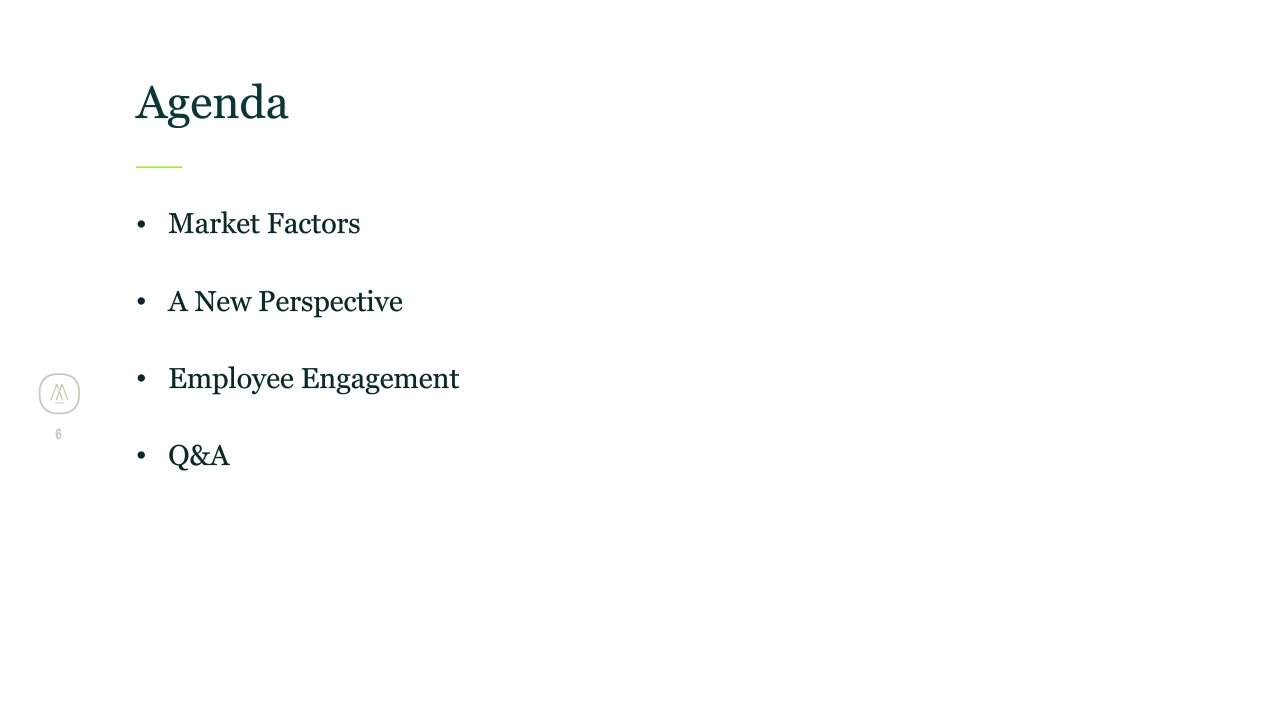 Agenda
• Market Factors
• A New Perspective
• Employee Engagement
6
• Q&A